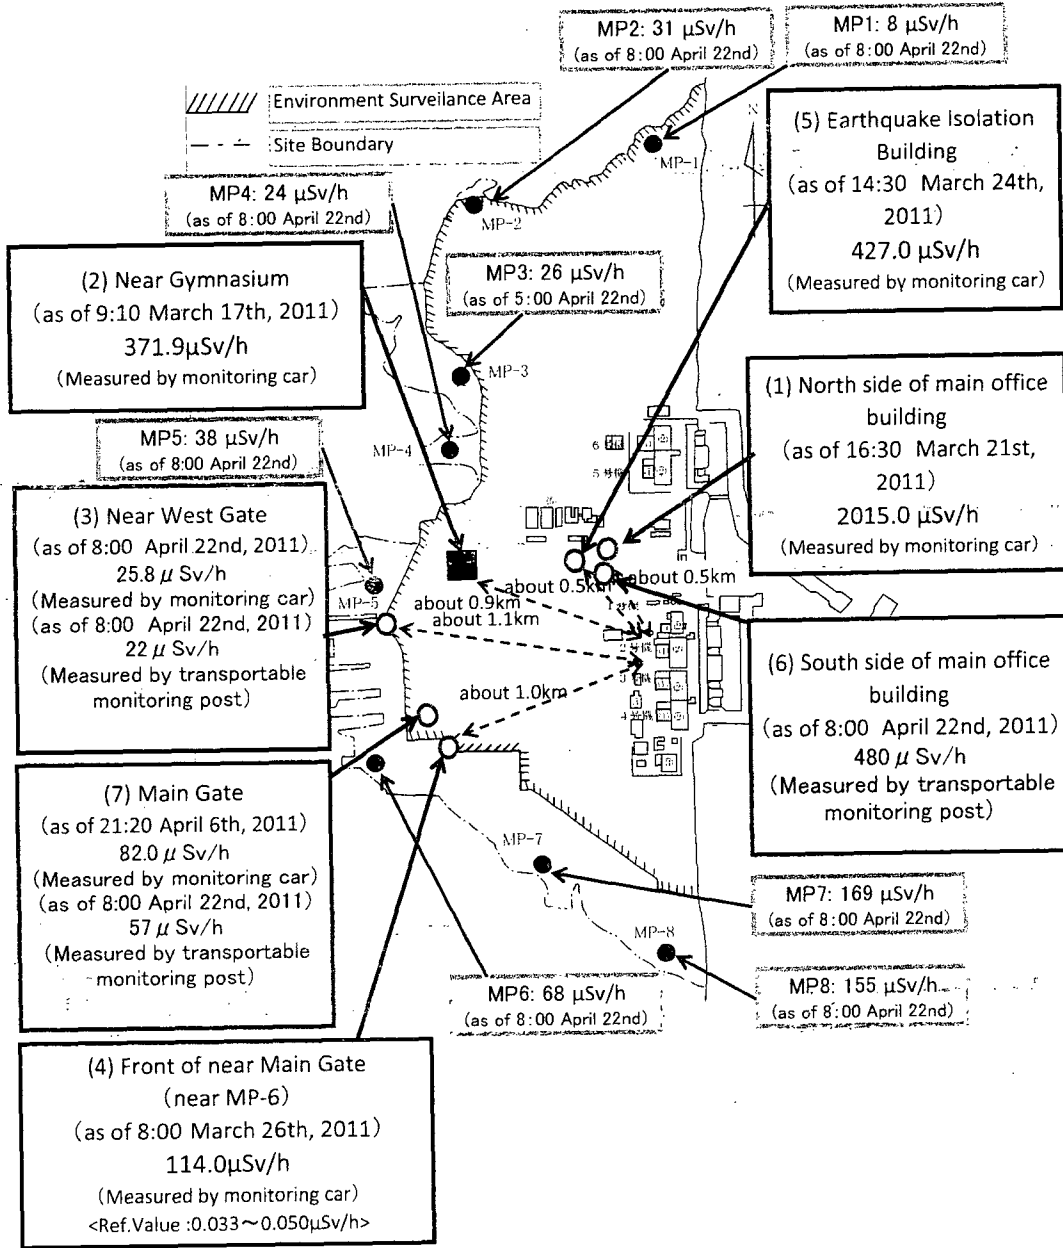 MP2: 31 μSv/h
(as of 8:00 April 22nd)
MP1: 8 μSv/h
(as of 8:00 April 22nd)
Environment Surveilance Area
Site Boundary
N
(5) Earthquake Isolation
Building
(as of 14:30 March 24th,
2011)
427.0 μSv/h
(Measured by monitoring car)
MP-1
MP4: 24 μSv/h
(as of 8:00 April 22nd)
MP-2
(2) Near Gymnasium
(as of 9:10 March 17th, 2011)
371.9μSv/h
(Measured by monitoring car)
MP3: 26 μSv/h
(as of 5:00 April 22nd)
MP-3
(1) North side of main office
building
(as of 16:30 March 21st,
2011)
2015.0 μSv/h
(Measured by monitoring car)
MP5: 38 μSv/h
(as of 8:00 April 22nd)
MP-4
(3) Near West Gate
(as of 8:00 April 22nd, 2011)
25.8 μ Sv/h
(Measured by monitoring car)
(as of 8:00 April 22nd, 2011)
22 μ Sv/h
(Measured by transportable
monitoring post)
MP-5
about 0.5km
about 0.5km
about 0.9km
about 1.1km
about 1.0km
(6) South side of main office
building
(as of 8:00 April 22nd, 2011)
480 μ Sv/h
(Measured by transportable
monitoring post)
(7) Main Gate
(as of 21:20 April 6th, 2011)
82.0 μ Sv/h
(Measured by monitoring car)
(as of 8:00 April 22nd, 2011)
57 μ Sv/h
(Measured by transportable
monitoring post)
MP-7
MP7: 169 μSv/h
(as of 8:00 April 22nd)
MP-8
MP6: 68 μSv/h
(as of 8:00 April 22nd)
MP8: 155 μSv/h
(as of 8:00 April 22nd)
(4) Front of near Main Gate
(near MP-6)
(as of 8:00 March 26th, 2011)
114.0μSv/h
(Measured by monitoring car)
<Ref.Value :0.033～0.050μSv/h>